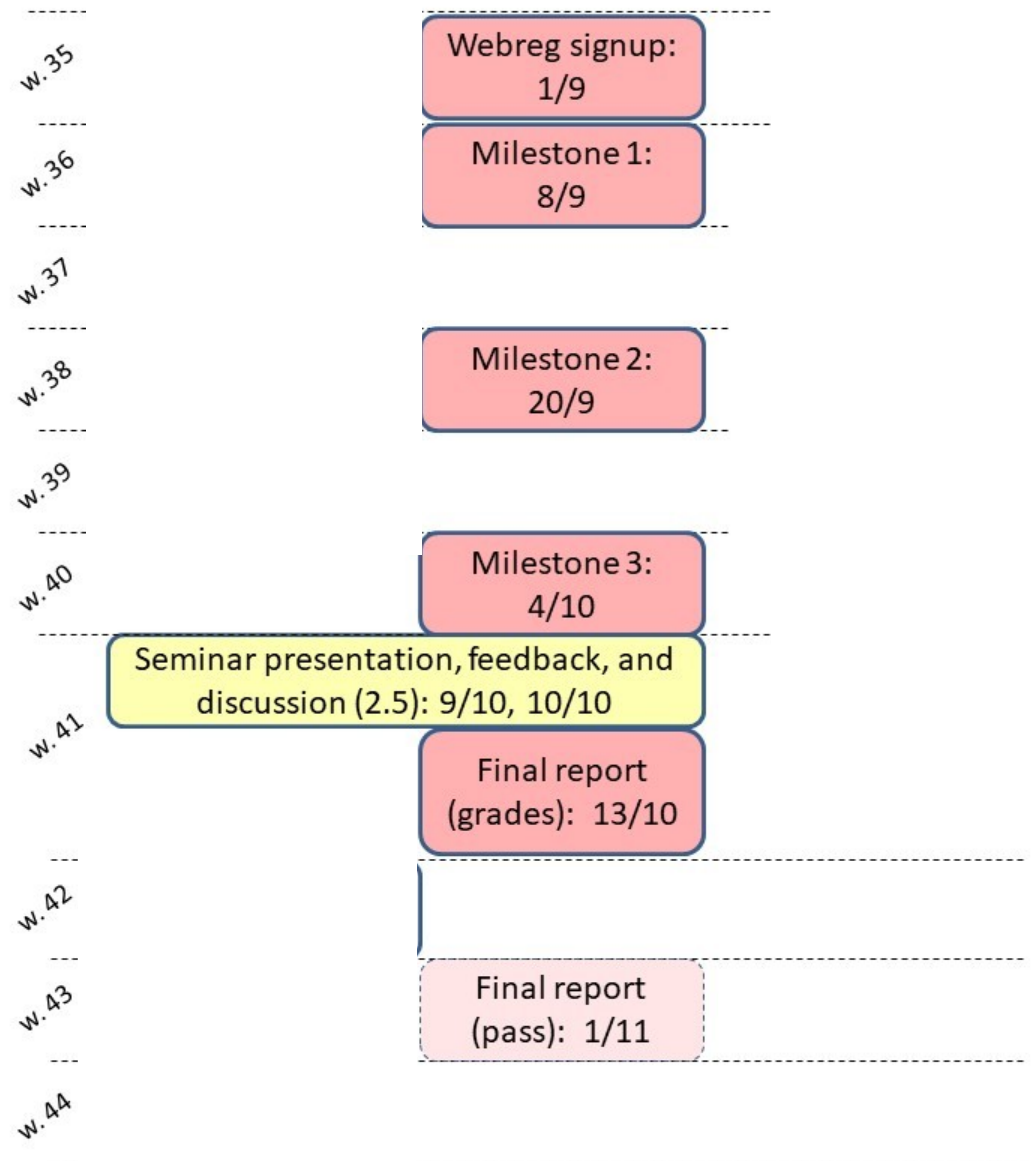 w. 35
Webreg signup:
1/9
w. 36
Milestone 1:
8/9
w. 37
w. 38
Milestone 2:
20/9
w. 39
w. 40
Milestone 3:
4/10
w. 41
Seminar presentation, feedback, and
discussion (2.5): 9/10, 10/10
Final report
(grades): 13/10
w. 42
w. 43
Final report
(pass): 1/11
w. 44